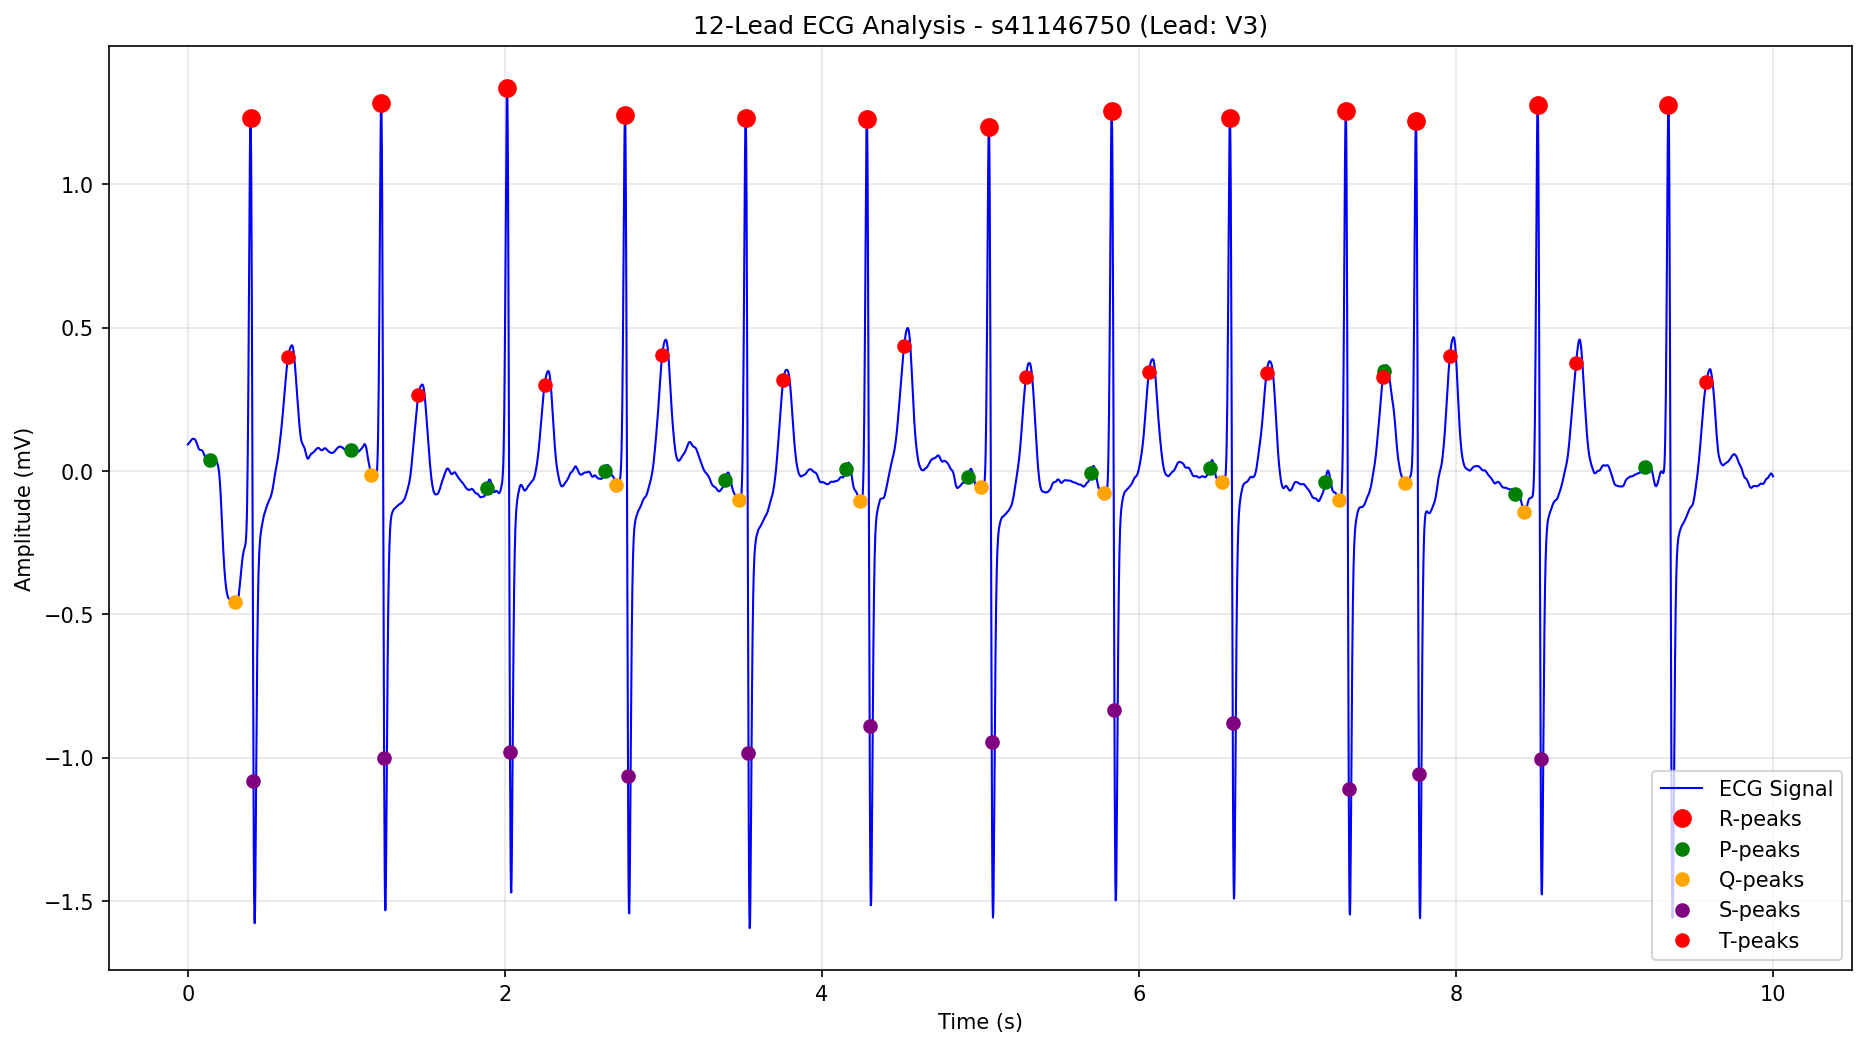 12-Lead ECG Analysis - s41146750 (Lead: V3)
Amplitude (mV)
1.0
0.5
0.0
−0.5
−1.0
−1.5
0
2
4
6
8
10
Time (s)
ECG Signal
R-peaks
P-peaks
Q-peaks
S-peaks
T-peaks